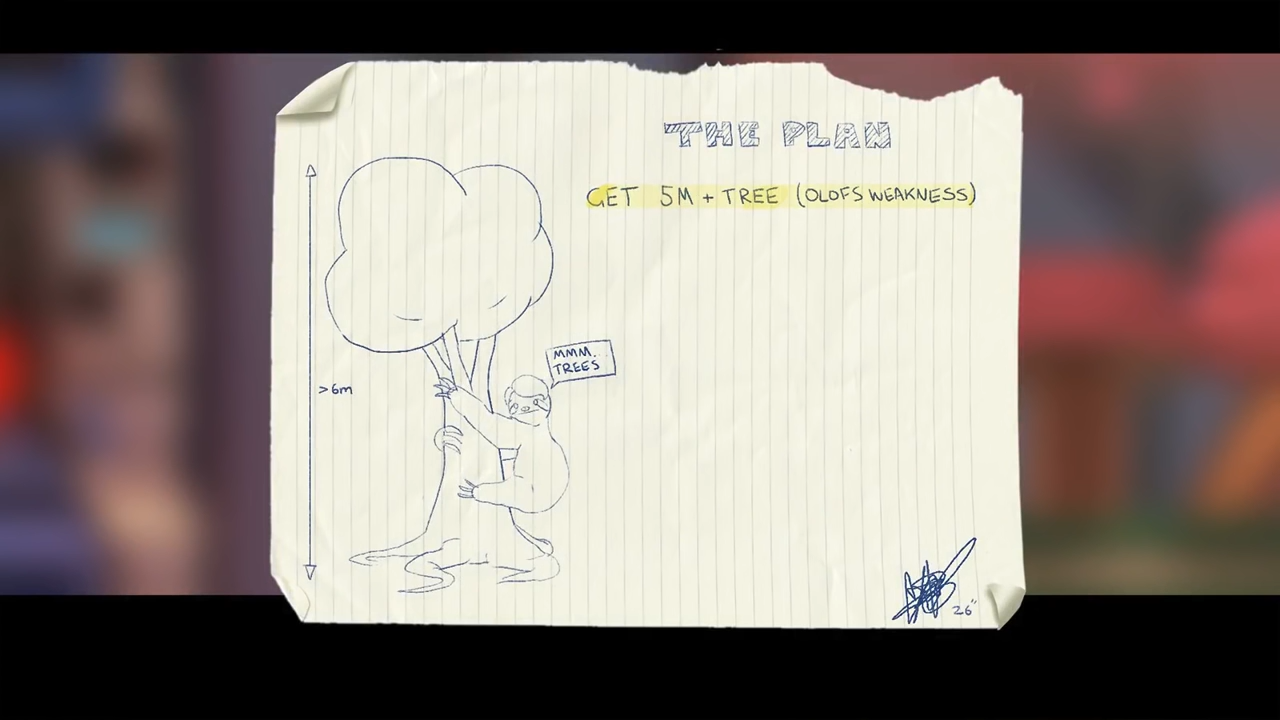 THE PLAN
GET 5M + TREE (OLOFS WEAKNESS)
>6m
MMM...
TREES
26"